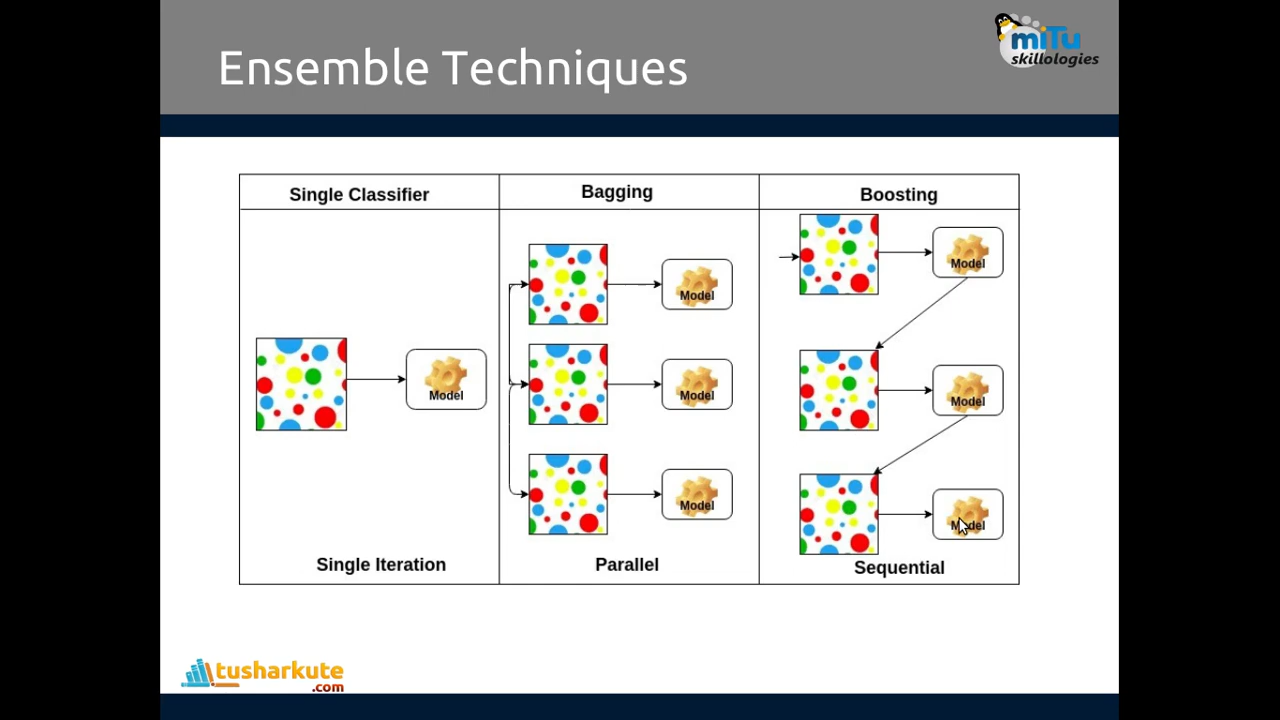 Ensemble Techniques
miTu
skillologies
Single Classifier
Bagging
Boosting
Model
Model
Model
Model
Model
Model
Model
Single Iteration
Parallel
Sequential
tusharkute
.com